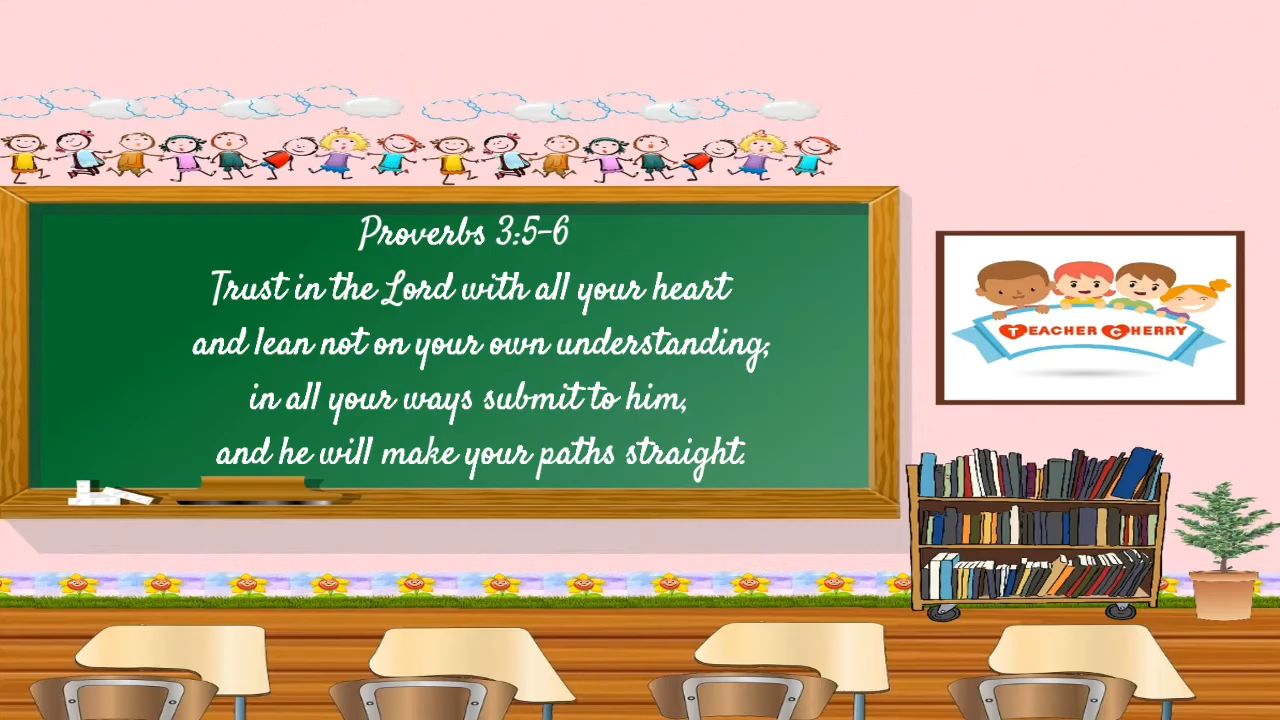 Proverbs 3:5-6
Trust in the Lord with all your heart
and lean not on your own understanding;
in all your ways submit to him,
and he will make your paths straight.
TEACHER CHERRY